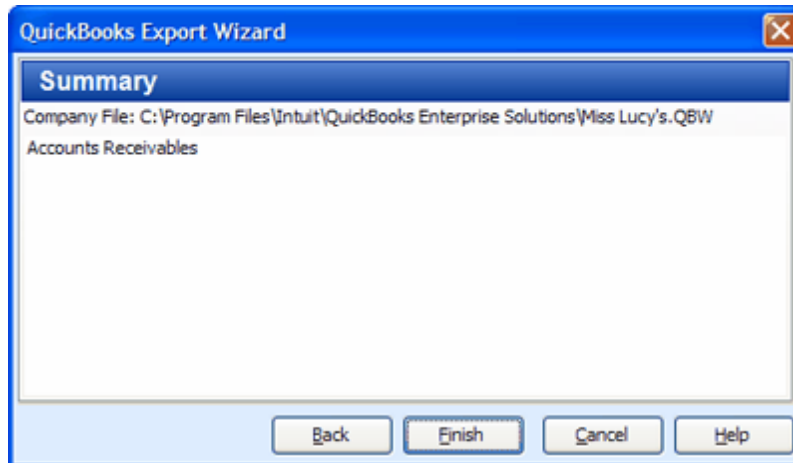 QuickBooks Export Wizard
Summary
Company File: C:\Program Files\Intuit\QuickBooks Enterprise Solutions\Miss Lucy's.QBW
Accounts Receivables
Back Finish Cancel Help